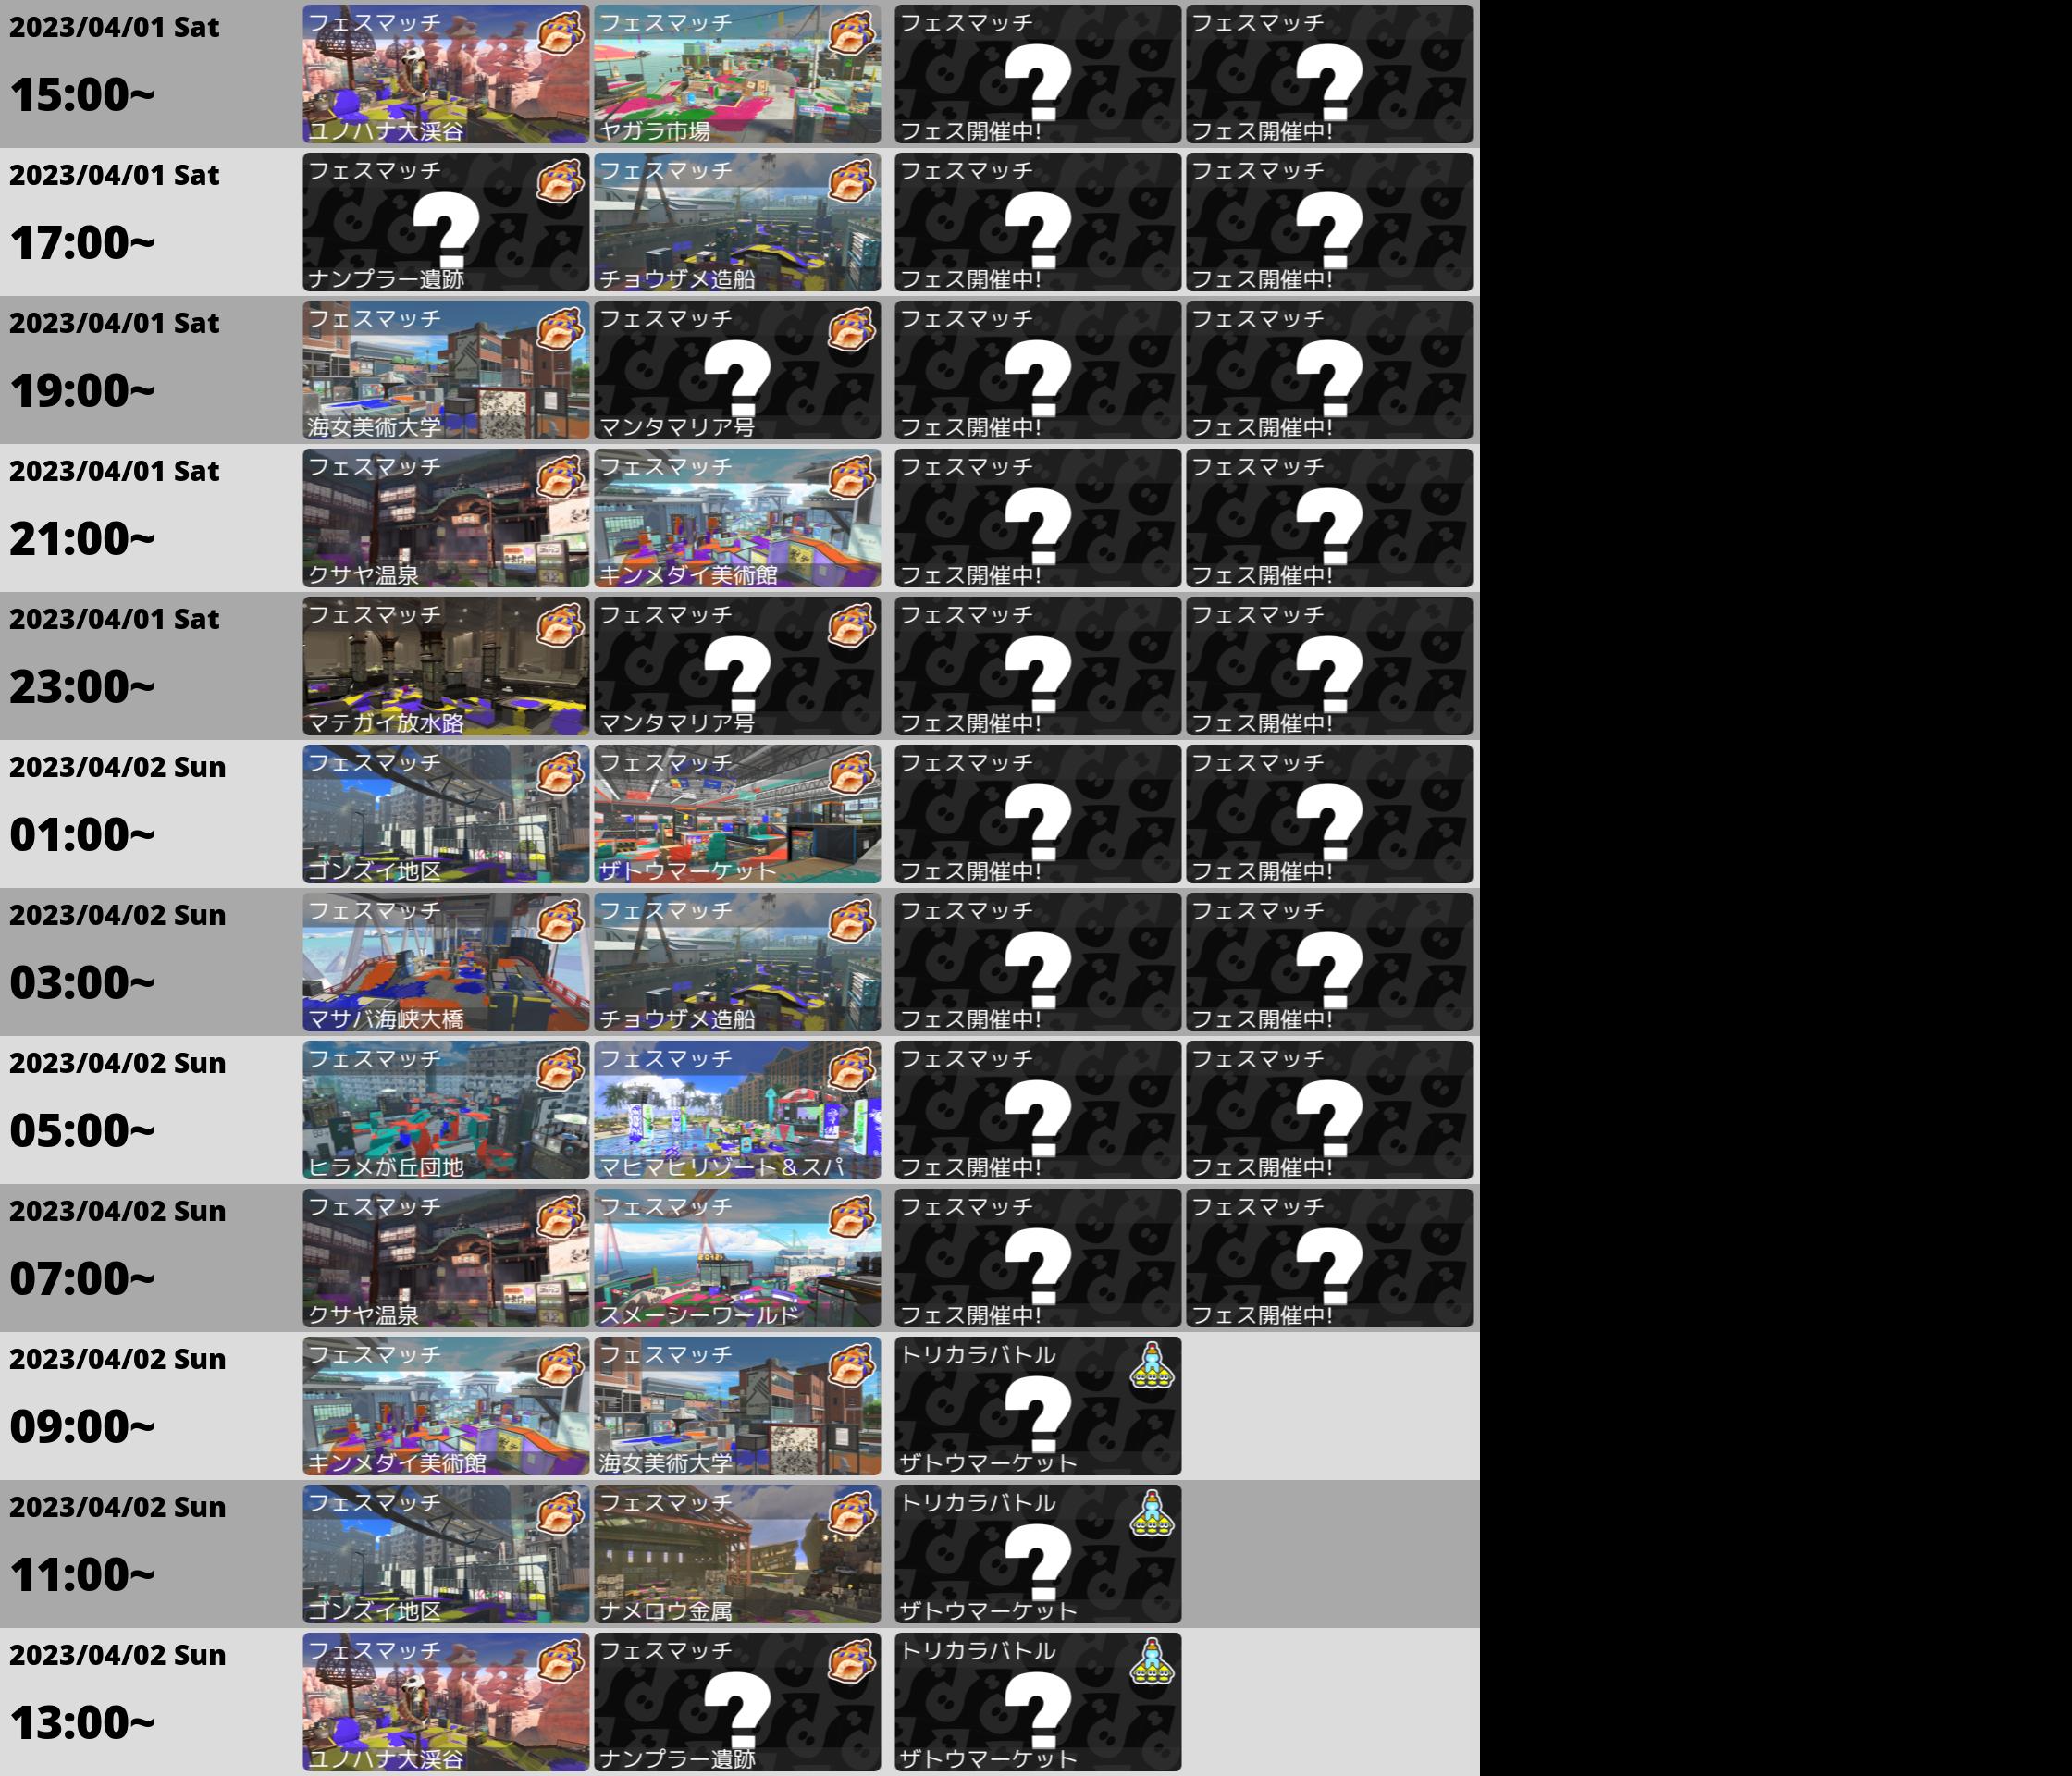 2023/04/01 Sat
15:00~
フェスマッチ
ユノハナ大渓谷
フェスマッチ
ヤガラ市場
フェスマッチ
フェス開催中!
フェスマッチ
フェス開催中!
2023/04/01 Sat
17:00~
フェスマッチ
?
ナンプラー遺跡
フェスマッチ
チョウザメ造船
フェスマッチ
?
フェス開催中!
フェスマッチ
?
フェス開催中!
2023/04/01 Sat
19:00~
フェスマッチ
海女美術大学
フェスマッチ
?
マンタマリア号
フェスマッチ
?
フェス開催中!
フェスマッチ
?
フェス開催中!
2023/04/01 Sat
21:00~
フェスマッチ
クサヤ温泉
フェスマッチ
キンメダイ美術館
フェスマッチ
?
フェス開催中!
フェスマッチ
?
フェス開催中!
2023/04/01 Sat
23:00~
フェスマッチ
マテガイ放水路
フェスマッチ
?
マンタマリア号
フェスマッチ
?
フェス開催中!
フェスマッチ
?
フェス開催中!
2023/04/02 Sun
01:00~
フェスマッチ
ゴンズイ地区
フェスマッチ
ザトウマーケット
フェスマッチ
?
フェス開催中!
フェスマッチ
?
フェス開催中!
2023/04/02 Sun
03:00~
フェスマッチ
マサバ海峡大橋
フェスマッチ
チョウザメ造船
フェスマッチ
?
フェス開催中!
フェスマッチ
?
フェス開催中!
2023/04/02 Sun
05:00~
フェスマッチ
ヒラメが丘団地
フェスマッチ
マヒマヒリゾート＆スパ
フェスマッチ
?
フェス開催中!
フェスマッチ
?
フェス開催中!
2023/04/02 Sun
07:00~
フェスマッチ
クサヤ温泉
フェスマッチ
スメーシーワールド
フェスマッチ
?
フェス開催中!
フェスマッチ
?
フェス開催中!
2023/04/02 Sun
09:00~
フェスマッチ
キンメダイ美術館
フェスマッチ
海女美術大学
トリカラバトル
?
ザトウマーケット
2023/04/02 Sun
11:00~
フェスマッチ
ゴンズイ地区
フェスマッチ
ナメロウ金属
トリカラバトル
?
ザトウマーケット
2023/04/02 Sun
13:00~
フェスマッチ
ユノハナ大渓谷
フェスマッチ
?
ナンプラー遺跡
トリカラバトル
?
ザトウマーケット